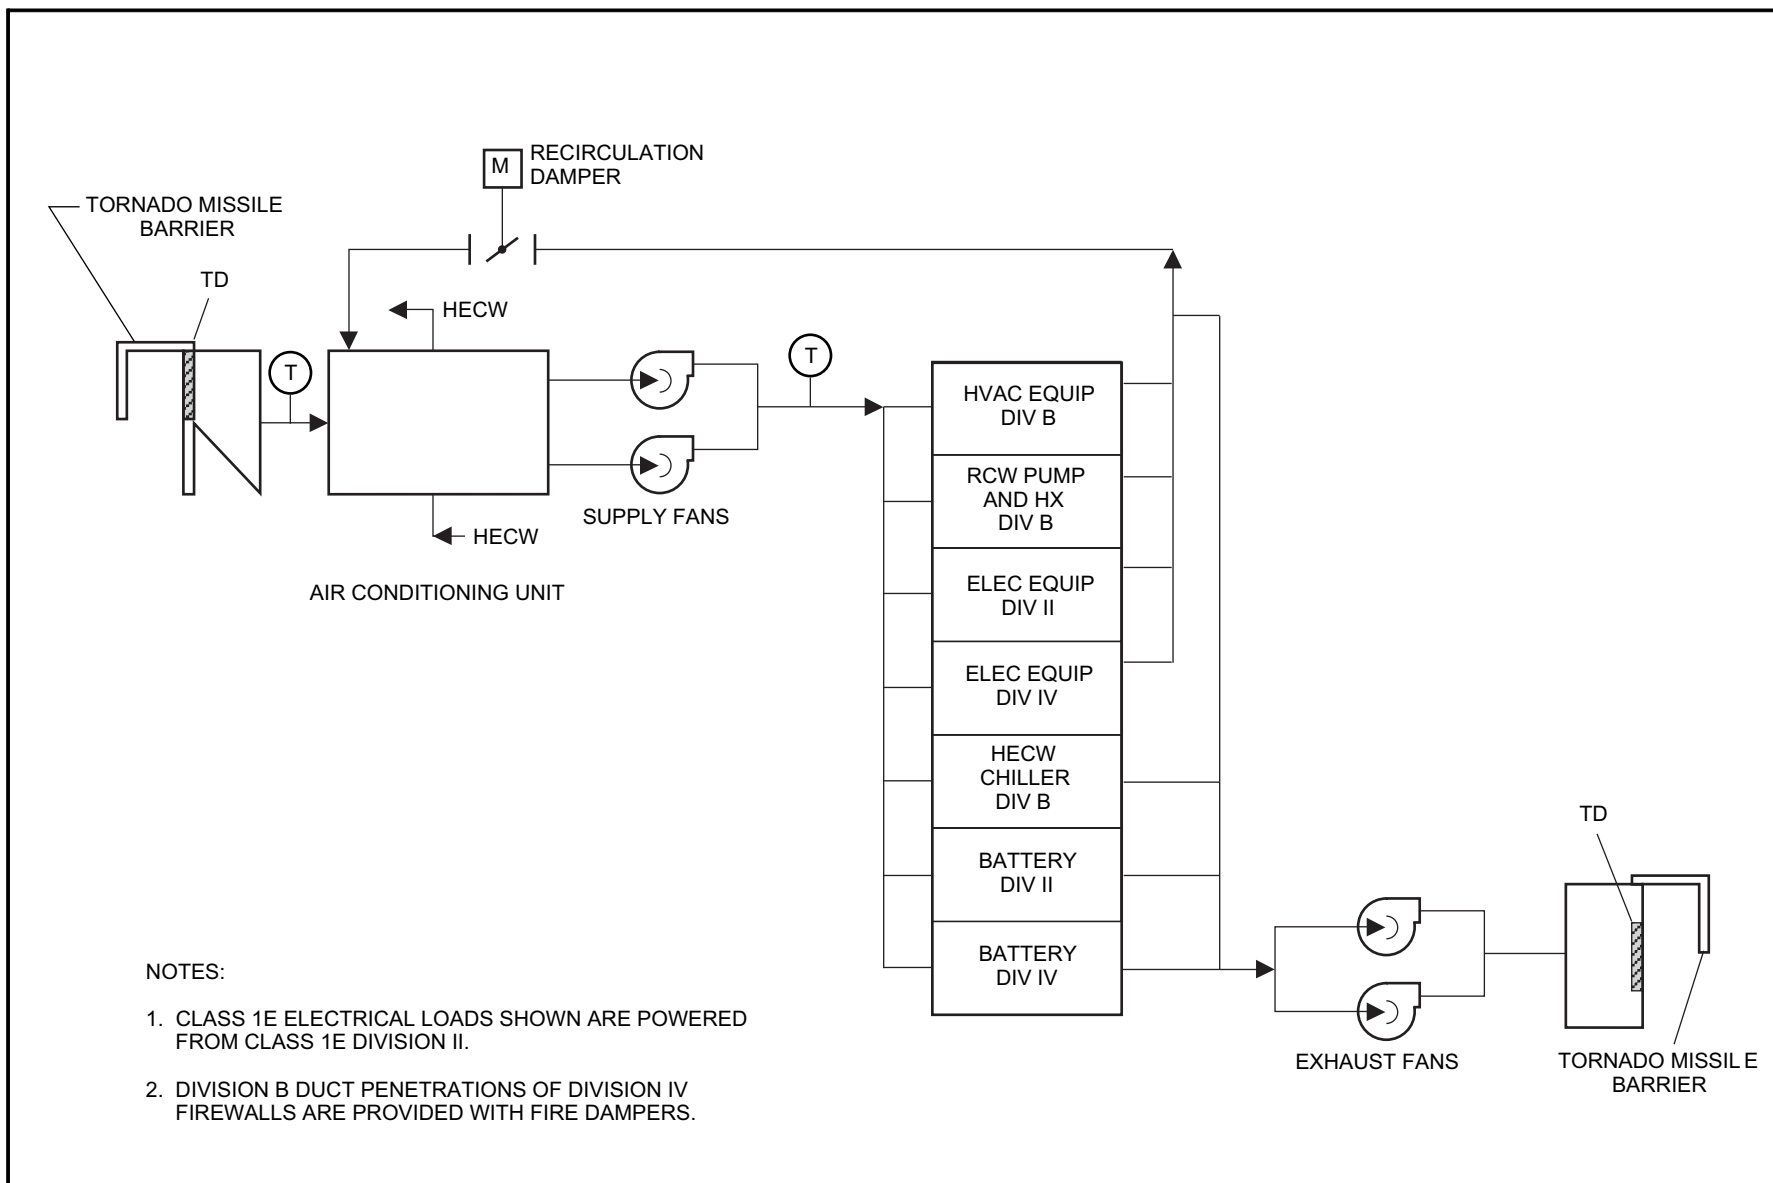 M
RECIRCULATION
DAMPER
TORNADO MISSILE
BARRIER
TD
HECW
T
T
HVAC EQUIP
DIV B
RCW PUMP
AND HX
DIV B
SUPPLY FANS
HECW
AIR CONDITIONING UNIT
ELEC EQUIP
DIV II
ELEC EQUIP
DIV IV
HECW
CHILLER
DIV B
BATTERY
DIV II
BATTERY
DIV IV
TD
EXHAUST FANS
TORNADO MISSILE
BARRIER
NOTES:
1. CLASS 1E ELECTRICAL LOADS SHOWN ARE POWERED
FROM CLASS 1E DIVISION II.
2. DIVISION B DUCT PENETRATIONS OF DIVISION IV
FIREWALLS ARE PROVIDED WITH FIRE DAMPERS.